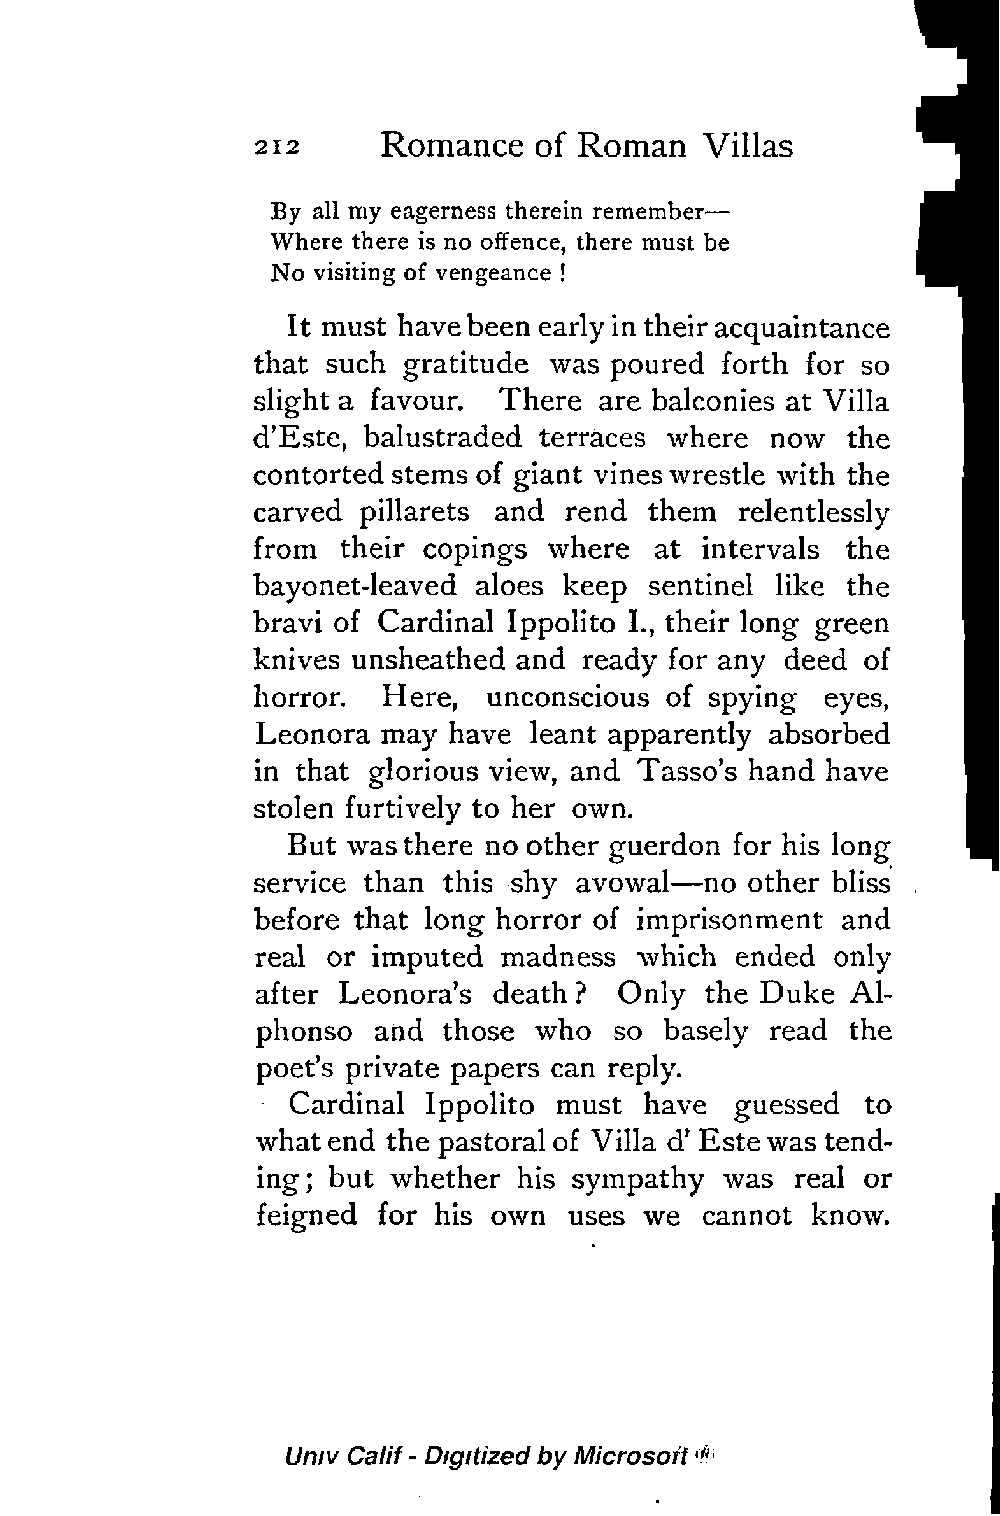 212 Romance of Roman Villas
By all my eagerness therein remember—
Where there is no offence, there must be
No visiting of vengeance !
It must have been early in their acquaintance
that such gratitude was poured forth for so
slight a favour. There are balconies at Villa
d'Este, balustraded terraces where now the
contorted stems of giant vines wrestle with the
carved pillarets and rend them relentlessly
from their copings where at intervals the
bayonet-leaved aloes keep sentinel like the
bravi of Cardinal Ippolito I., their long green
knives unsheathed and ready for any deed of
horror. Here, unconscious of spying eyes,
Leonora may have leant apparently absorbed
in that glorious view, and Tasso's hand have
stolen furtively to her own.
But was there no other guerdon for his long
service than this shy avowal—no other bliss
before that long horror of imprisonment and
real or imputed madness which ended only
after Leonora's death ? Only the Duke Al-
phonso and those who so basely read the
poet's private papers can reply.
Cardinal Ippolito must have guessed to
what end the pastoral of Villa d' Este was tend-
ing ; but whether his sympathy was real or
feigned for his own uses we cannot know.
Univ Calif - Digitized by Microsoft ®